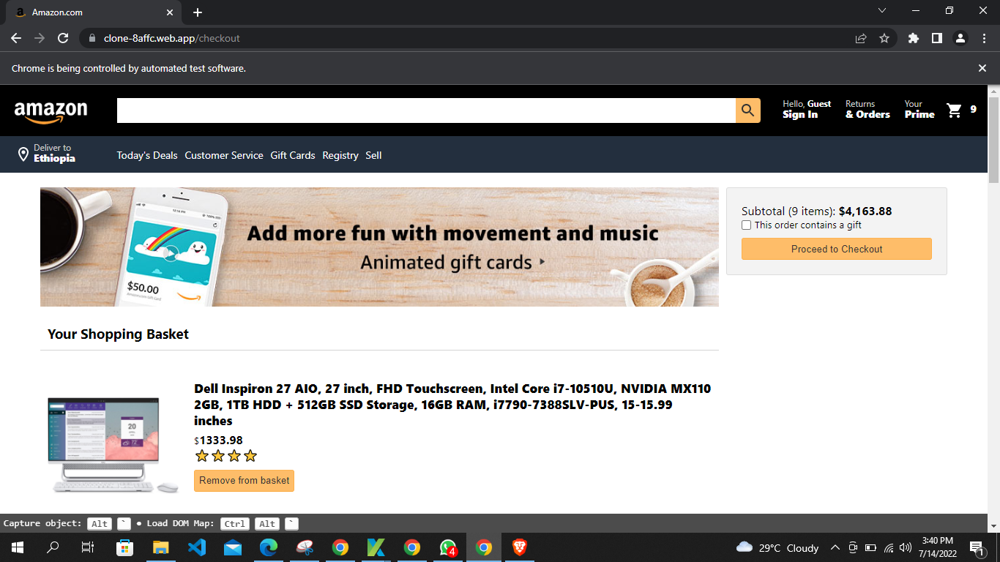 Amazon.com
clone-8affc.web.app/checkout
Chrome is being controlled by automated test software.
amazon
Hello, Guest
Sign In
Returns
& Orders
Your
Prime
9
Deliver to
Ethiopia
Today's Deals Customer Service Gift Cards Registry Sell
12:14 PM
100%
$50.00
Add more fun with movement and music
Animated gift cards
Subtotal (9 items): $4,163.88
This order contains a gift
Proceed to Checkout
Your Shopping Basket
Dell Inspiron 27 AIO, 27 inch, FHD Touchscreen, Intel Core i7-10510U, NVIDIA MX110
2GB, 1TB HDD + 512GB SSD Storage, 16GB RAM, i7790-7388SLV-PUS, 15-15.99
inches
$1333.98
20
Remove from basket
Capture object: Alt ` ● Load DOM Map: Ctrl Alt `
4
29°C Cloudy
3:40 PM
7/14/2022
1